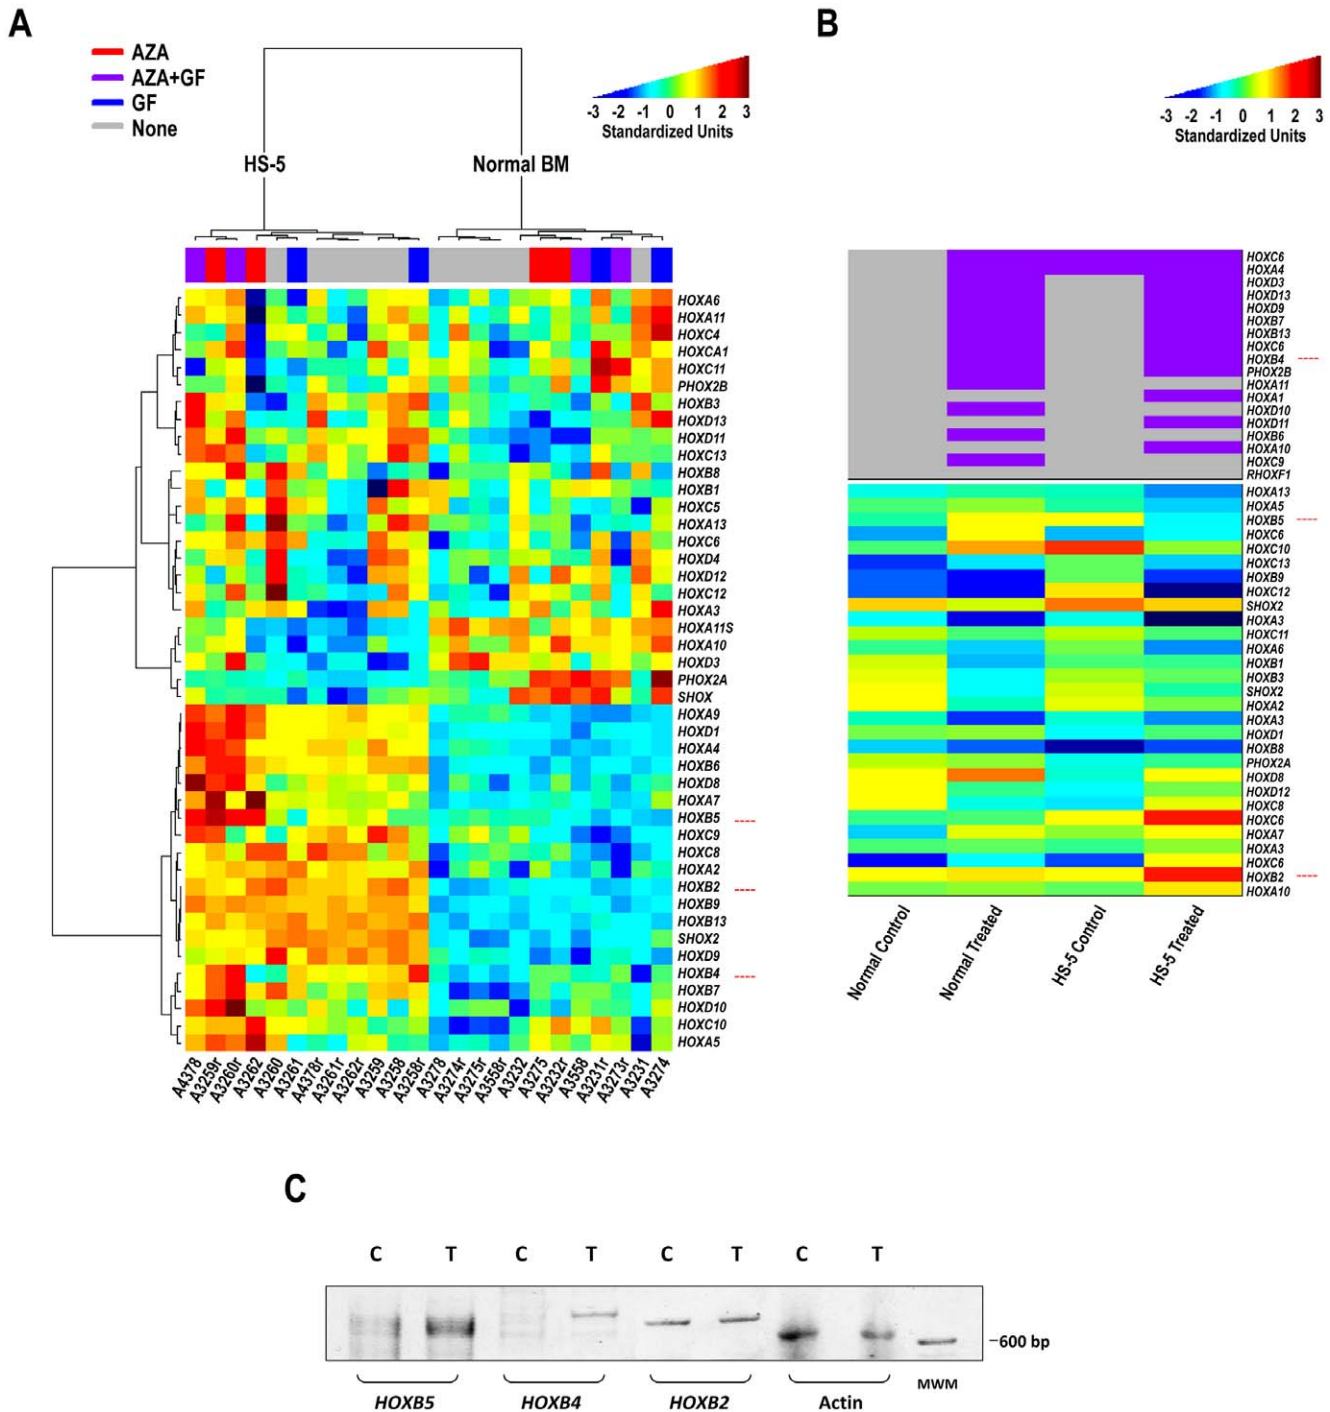 A
B
AZA
AZA+GF
GF
None
-3 -2 -1 0 1 2 3
Standardized Units
HS-5
Normal BM
HOXA6
HOXA11
HOXC4
HOXCA1
HOXC11
PHOX2B
HOXB3
HOXD13
HOXD11
HOXC13
HOXB8
HOXB1
HOXC5
HOXA13
HOXC6
HOXD4
HOXD12
HOXC12
HOXA3
HOXA11S
HOXA10
HOXD3
PHOX2A
SHOX
HOXA9
HOXD1
HOXA4
HOXB6
HOXD8
HOXA7
HOXB5 ----
HOXC9
HOXC8
HOXA2
HOXB2 ----
HOXB9
HOXB13
SHOX2
HOXD9
HOXB4 ----
HOXB7
HOXD10
HOXC10
HOXA5
A4378 A3259r A3260r A3262 A3260 A3261 A4378r A3261r A3262r A3259 A3258 A3258r A3278 A3274r A3275r A3558r A3232 A3275 A3232r A3558 A3231r A3273r A3231 A3274
-3 -2 -1 0 1 2 3
Standardized Units
HOXC6
HOXA4
HOXD3
HOXD13
HOXD9
HOXB7
HOXB13
HOXC6
HOXB4 ----
PHOX2B
HOXA11
HOXA1
HOXD10
HOXD11
HOXB6
HOXA10
HOXC9
RHOXF1
HOXA13
HOXA5
HOXB5 ----
HOXC6
HOXC10
HOXC13
HOXB9
HOXC12
SHOX2
HOXA3
HOXC11
HOXA6
HOXB1
HOXB3
SHOX2
HOXA2
HOXA3
HOXD1
HOXB8
PHOX2A
HOXD8
HOXD12
HOXC8
HOXC6
HOXA7
HOXA3
HOXC6
HOXB2 ----
HOXA10
Normal Control
Normal Treated
HS-5 Control
HS-5 Treated
C
C T C T C T C T
-600 bp
HOXB5 HOXB4 HOXB2 Actin MWM